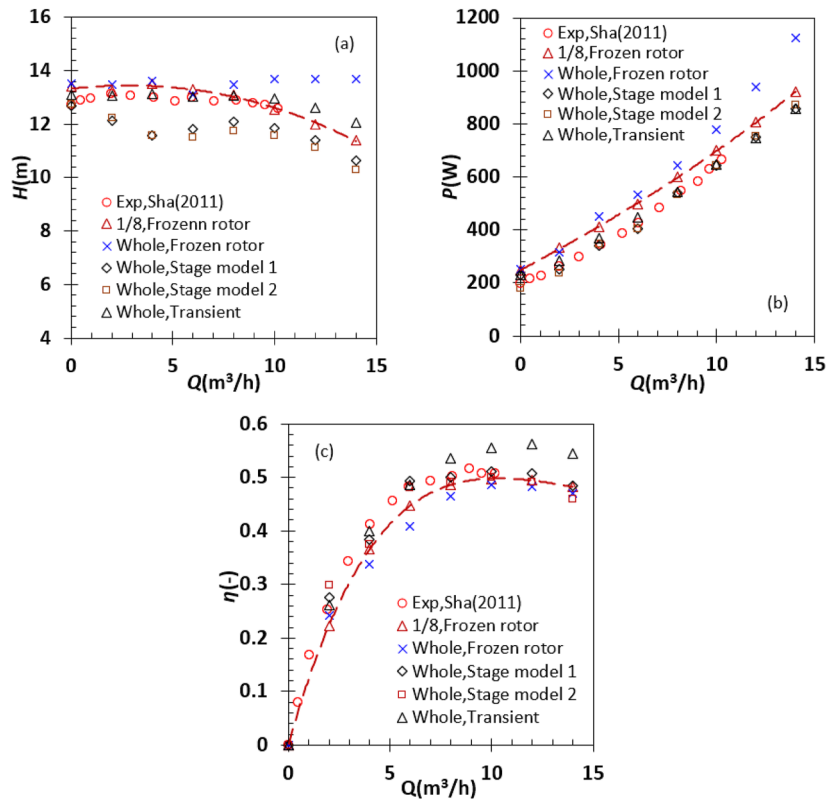 (a)
H(m)
16
14
12
10
8
6
4
0
5
10
15
Q(m³/h)
Exp,Sha(2011)
1/8,Frozenn rotor
Whole,Frozen rotor
Whole,Stage model 1
Whole,Stage model 2
Whole,Transient
(b)
P(W)
1200
1000
800
600
400
200
0
0
5
10
15
Q(m³/h)
Exp,Sha(2011)
1/8,Frozen rotor
Whole,Frozen rotor
Whole,Stage model 1
Whole,Stage model 2
Whole,Transient
(c)
η(-)
0.6
0.5
0.4
0.3
0.2
0.1
0
0
5
10
15
Q(m³/h)
Exp,Sha(2011)
1/8,Frozen rotor
Whole,Frozen rotor
Whole,Stage model 1
Whole,Stage model 2
Whole,Transient